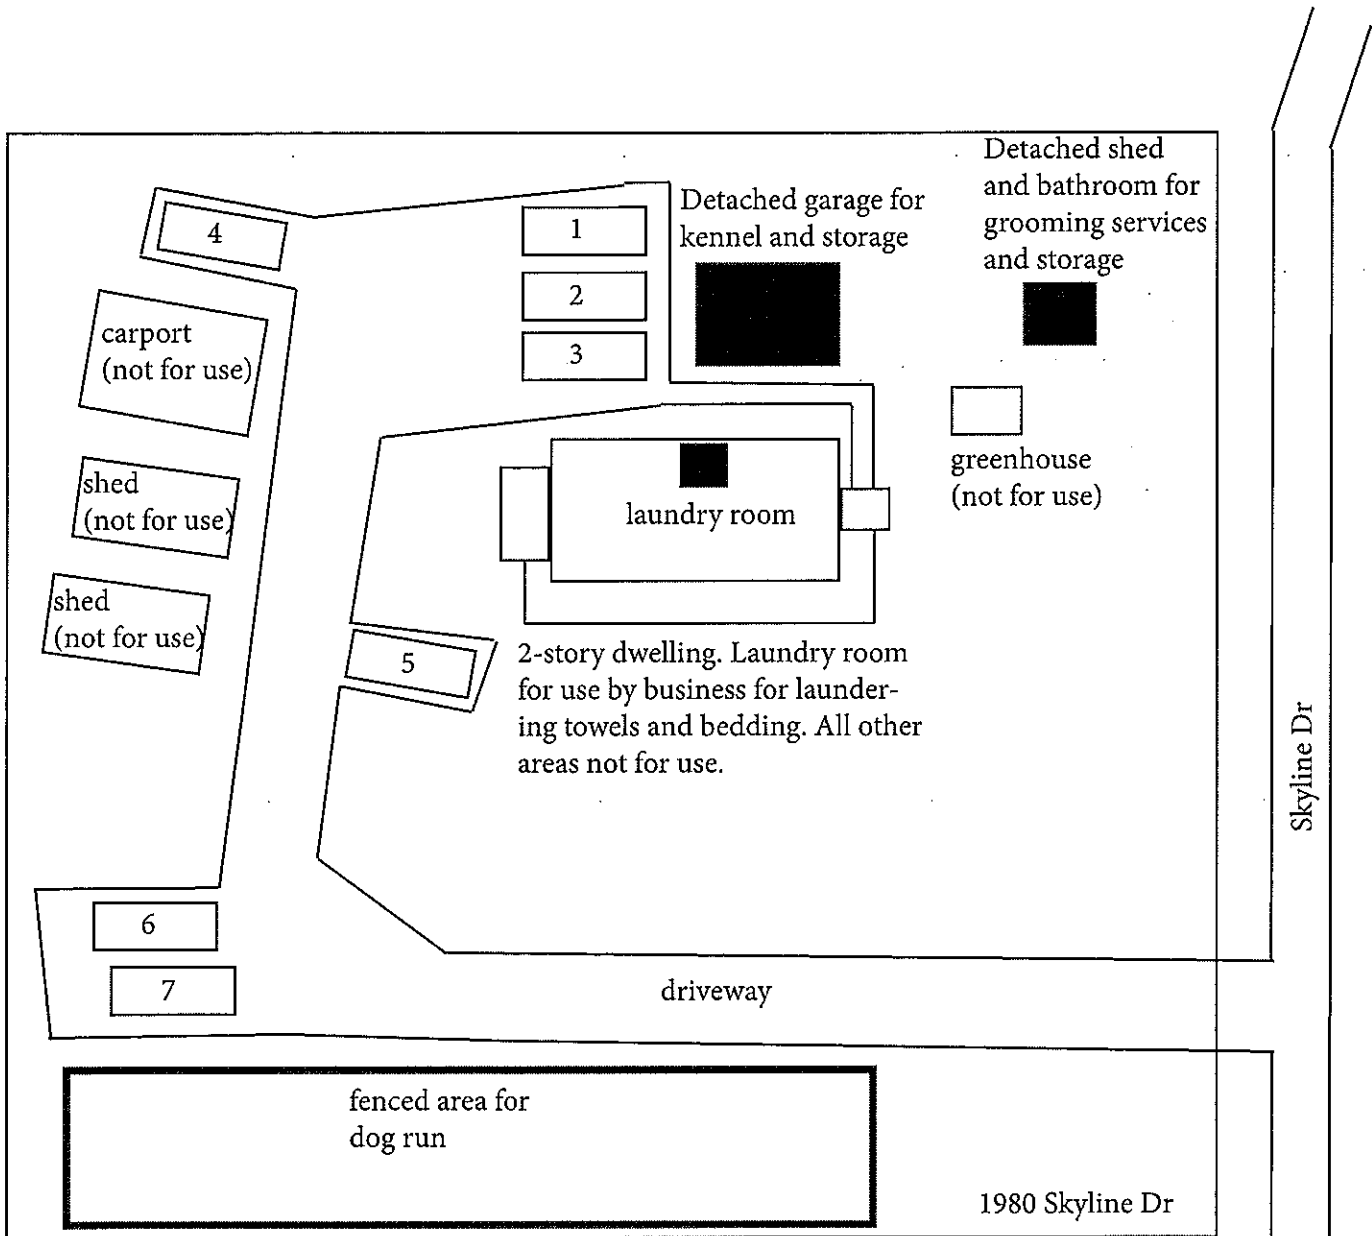 Detached shed
and bathroom for
grooming services
and storage
Detached garage for
kennel and storage
4
1
2
3
carport
(not for use)
greenhouse
(not for use)
shed
(not for use)
laundry room
shed
(not for use)
5
2-story dwelling. Laundry room
for use by business for launder-
ing towels and bedding. All other
areas not for use.
Skyline Dr
6
7
driveway
fenced area for
dog run
1980 Skyline Dr